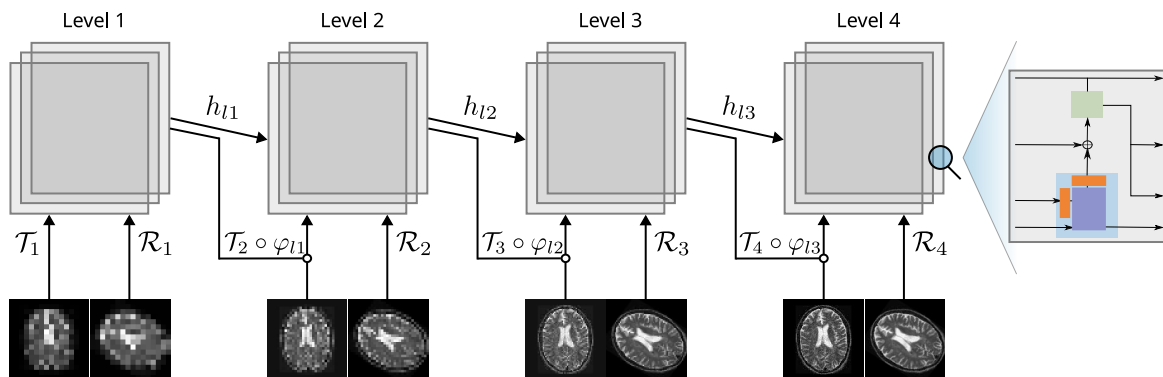 Level 1
Level 2
Level 3
Level 4
h_{l1}
h_{l2}
h_{l3}
𝒯_1
ℛ_1
𝒯_2 ∘ φ_{l1}
ℛ_2
𝒯_3 ∘ φ_{l2}
ℛ_3
𝒯_4 ∘ φ_{l3}
ℛ_4